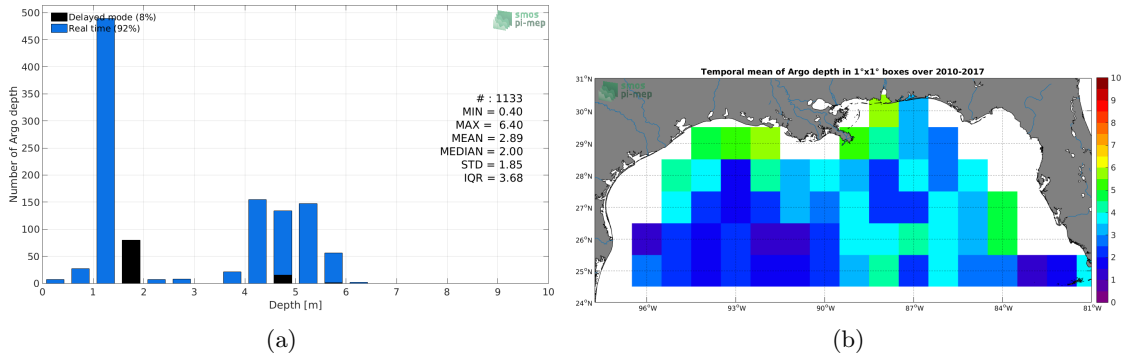 Delayed mode (8%)
Real time (92%)
smos
pi-mep
Number of Argo depth
500
450
400
350
300
250
200
150
100
50
0
# : 1133
MIN = 0.40
MAX = 6.40
MEAN = 2.89
MEDIAN = 2.00
STD = 1.85
IQR = 3.68
0 1 2 3 4 5 6 7 8 9 10
Depth [m]
(a)
Temporal mean of Argo depth in 1°x1° boxes over 2010-2017
smos
pi-mep
31°N
30°N
29°N
28°N
27°N
26°N
25°N
24°N
96°W 93°W 90°W 87°W 84°W 81°W
10
9
8
7
6
5
4
3
2
1
0
(b)